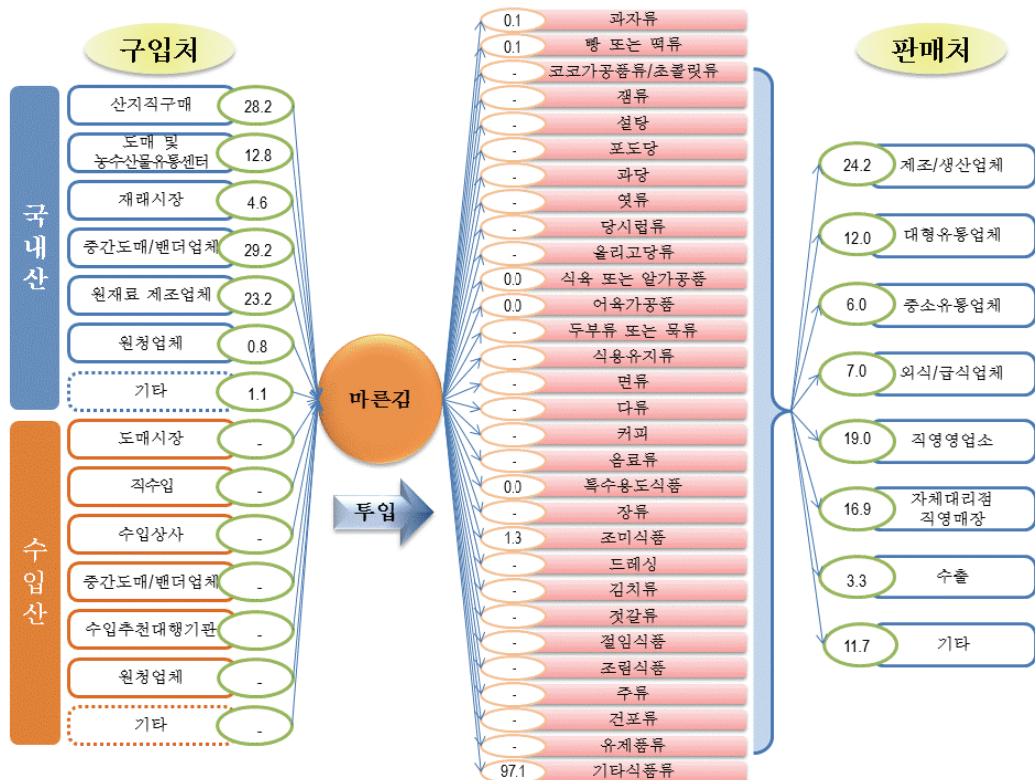 구입처
국내산
산지직구매
28.2
도매 및
농수산물유통센터
12.8
재래시장
4.6
중간도매/밴더업체
29.2
원재료 제조업체
23.2
원청업체
0.8
기타
1.1
수입산
도매시장
-
직수입
-
수입상사
-
중간도매/밴더업체
-
수입추천대행기관
-
원청업체
-
기타
-
마른김
투입
0.1 과자류
0.1 빵 또는 떡류
- 코코가공품류/초콜릿류
- 잼류
- 설탕
- 포도당
- 과당
- 엿류
- 당시럽류
- 올리고당류
0.0 식육 또는 알가공품
0.0 어육가공품
- 두부류 또는 묵류
- 식용유지류
- 면류
- 다류
- 커피
- 음료류
0.0 특수용도식품
- 장류
1.3 조미식품
- 드레싱
- 김치류
- 젓갈류
- 절임식품
- 조림식품
- 주류
- 건포류
- 유제품류
97.1 기타식품류
판매처
24.2 제조/생산업체
12.0 대형유통업체
6.0 중소유통업체
7.0 외식/급식업체
19.0 직영영업소
16.9 자체대리점
직영매장
3.3 수출
11.7 기타